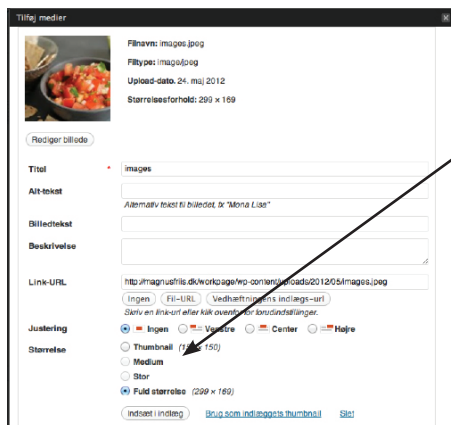 Tilføj medier
Filnavn: images.jpeg
Filtype: image/jpeg
Upload-dato. 24. maj 2012
Størrelsesforhold: 299 × 169
Rediger billede
Titel * images
Alt-tekst
Alternativ tekst til billedet, fx "Mona Lisa"
Billedtekst
Beskrivelse
Link-URL http://magnusfriis.dk/workpage/wp-content/uploads/2012/05/images.jpeg
Ingen Fil-URL Vedhæftningens indlægs-url
Skriv en link-url eller klik ovenfor for forudindstillinger.
Justering Ingen Venstre Center Højre
Størrelse Thumbnail (150 × 150)
Medium
Stor
Fuld størrelse (299 × 169)
Indsæt i indlæg Brug som indlæggets thumbnail Slet